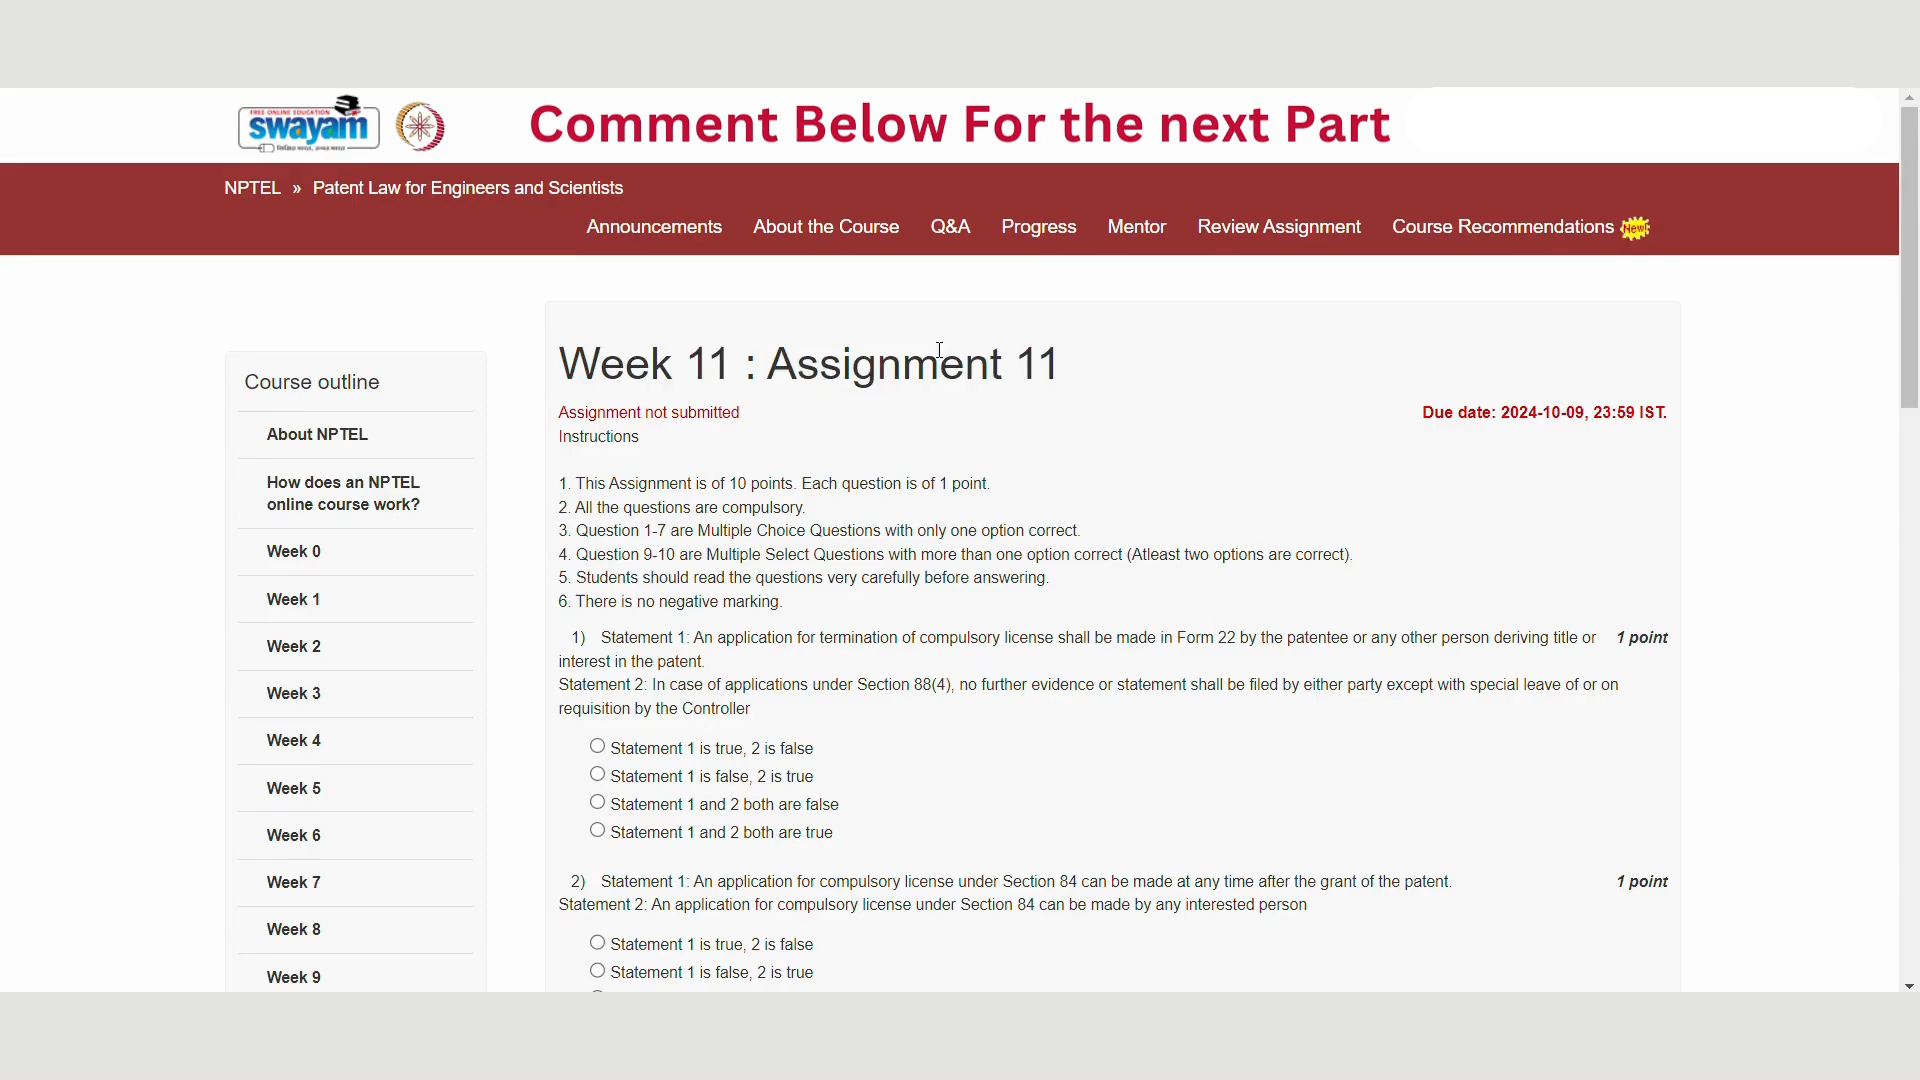 FREE ONLINE EDUCATION
swayam
Comment Below For the next Part
NPTEL » Patent Law for Engineers and Scientists
Announcements About the Course Q&A Progress Mentor Review Assignment Course Recommendations New!
Course outline
About NPTEL
How does an NPTEL
online course work?
Week 0
Week 1
Week 2
Week 3
Week 4
Week 5
Week 6
Week 7
Week 8
Week 9
Week 11 : Assignment 11
Assignment not submitted Due date: 2024-10-09, 23:59 IST.
Instructions
1. This Assignment is of 10 points. Each question is of 1 point.
2. All the questions are compulsory.
3. Question 1-7 are Multiple Choice Questions with only one option correct.
4. Question 9-10 are Multiple Select Questions with more than one option correct (Atleast two options are correct).
5. Students should read the questions very carefully before answering.
6. There is no negative marking.
1) Statement 1: An application for termination of compulsory license shall be made in Form 22 by the patentee or any other person deriving title or 1 point
interest in the patent.
Statement 2: In case of applications under Section 88(4), no further evidence or statement shall be filed by either party except with special leave of or on
requisition by the Controller
Statement 1 is true, 2 is false
Statement 1 is false, 2 is true
Statement 1 and 2 both are false
Statement 1 and 2 both are true
2) Statement 1: An application for compulsory license under Section 84 can be made at any time after the grant of the patent. 1 point
Statement 2: An application for compulsory license under Section 84 can be made by any interested person
Statement 1 is true, 2 is false
Statement 1 is false, 2 is true